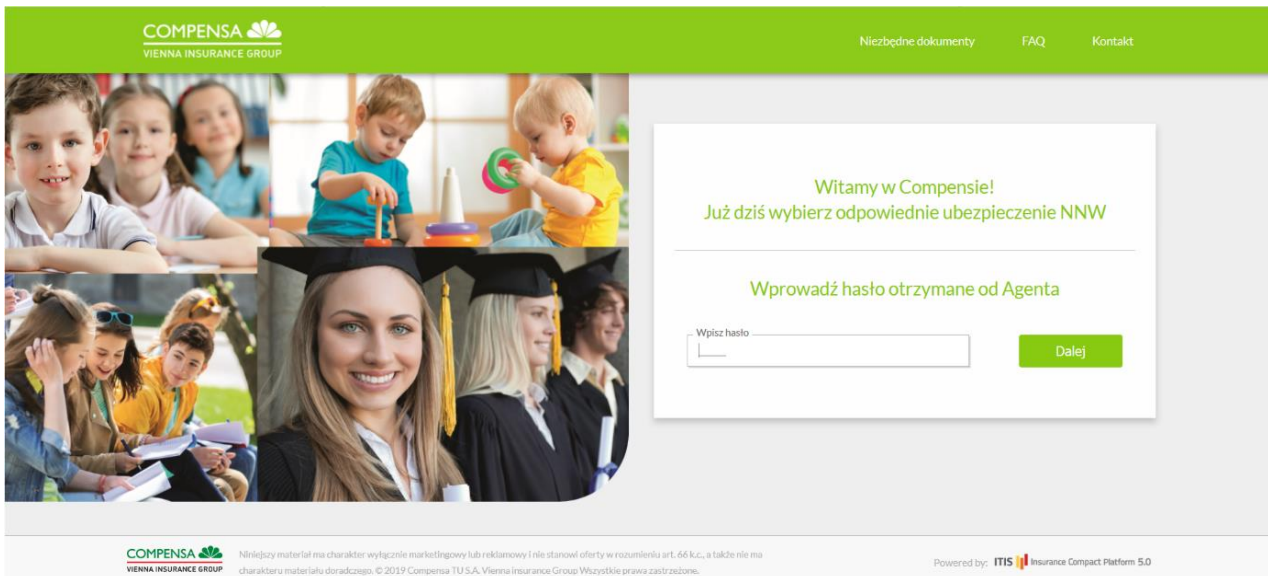 COMPENSA
VIENNA INSURANCE GROUP
Niezbędne dokumenty
FAQ
Kontakt
Witamy w Compensie!
Już dziś wybierz odpowiednie ubezpieczenie NNW
Wprowadź hasło otrzymane od Agenta
Wpisz hasło
Dalej
COMPENSA
VIENNA INSURANCE GROUP
Niniejszy materiał ma charakter wyłącznie marketingowy lub reklamowy i nie stanowi oferty w rozumieniu art. 66 k.c., a także nie ma
charakteru materiału doradczego. © 2019 Compensa TU S.A. Vienna insurance Group Wszystkie prawa zastrzeżone.
Powered by: ITIS Insurance Compact Platform 5.0